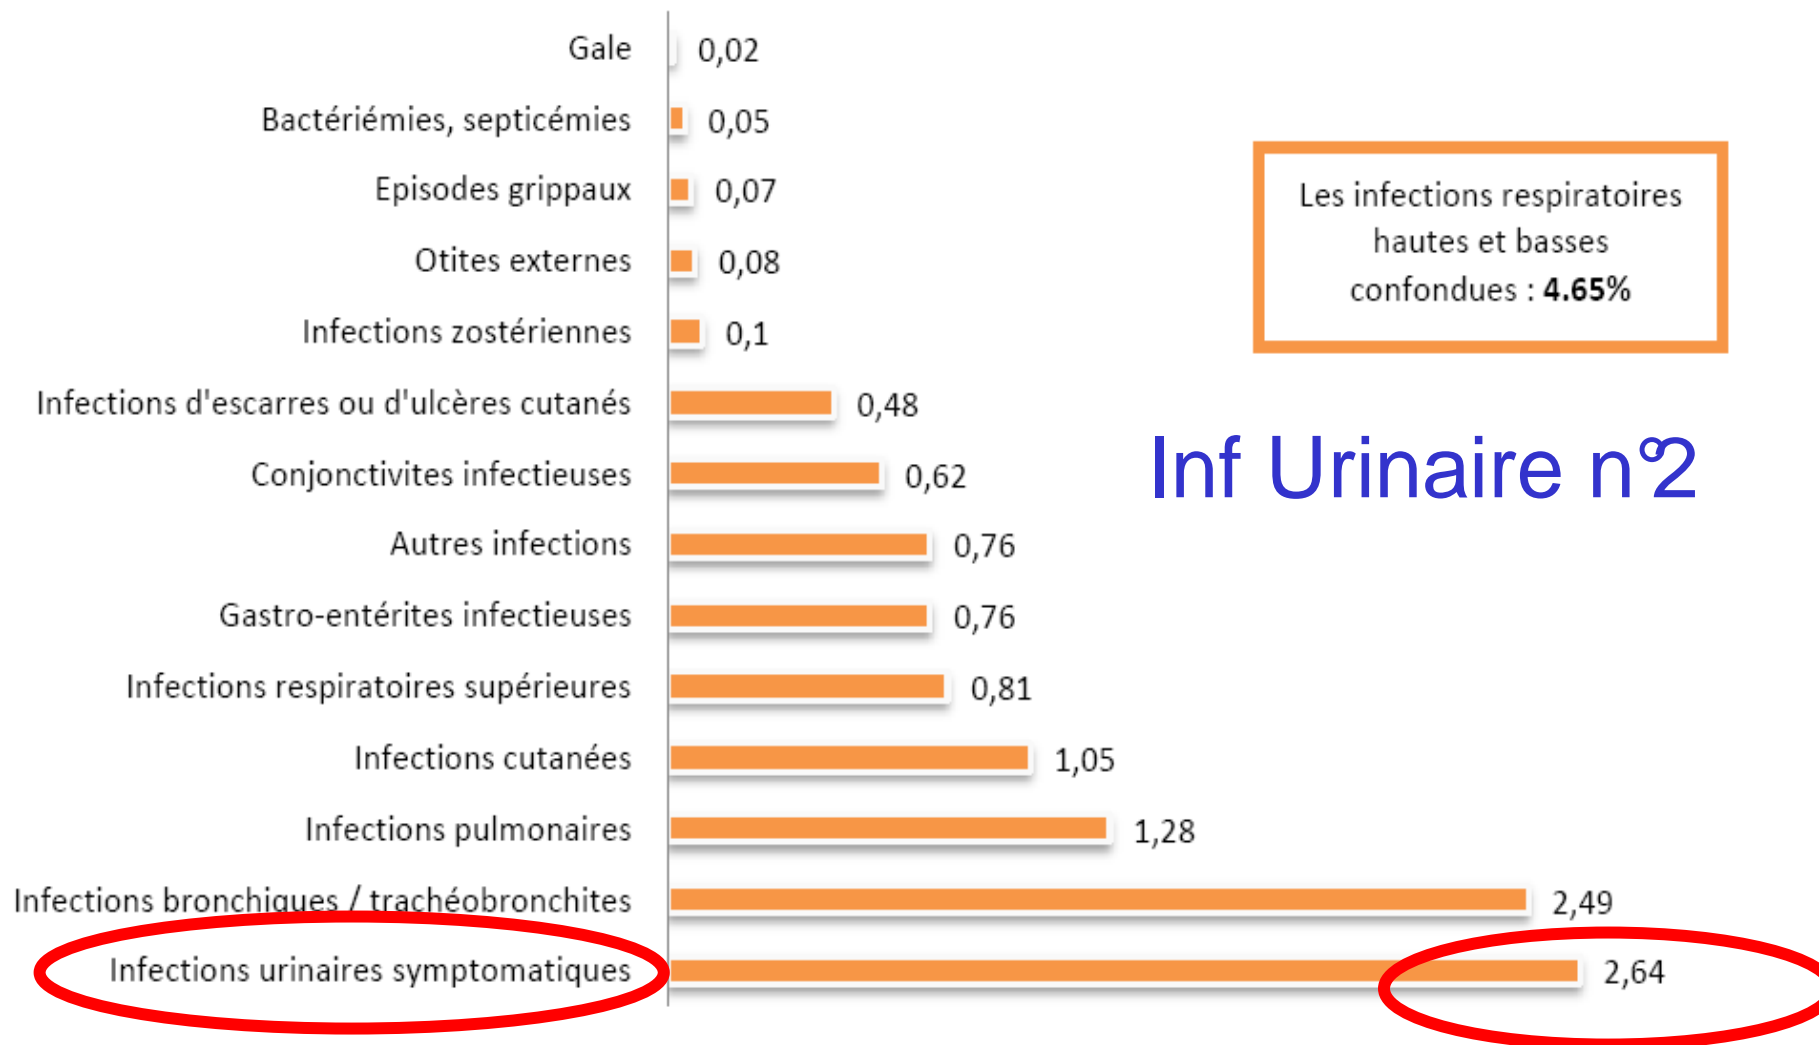 Gale 0,02
Bactériémies, septicémies 0,05
Episodes grippaux 0,07
Otites externes 0,08
Infections zostériennes 0,1
Infections d'escarres ou d'ulcères cutanés 0,48
Conjonctivites infectieuses 0,62
Autres infections 0,76
Gastro-entérites infectieuses 0,76
Infections respiratoires supérieures 0,81
Infections cutanées 1,05
Infections pulmonaires 1,28
Infections bronchiques / trachéobronchites 2,49
Infections urinaires symptomatiques 2,64
Les infections respiratoires
hautes et basses
confondues : 4.65%
Inf Urinaire n°2